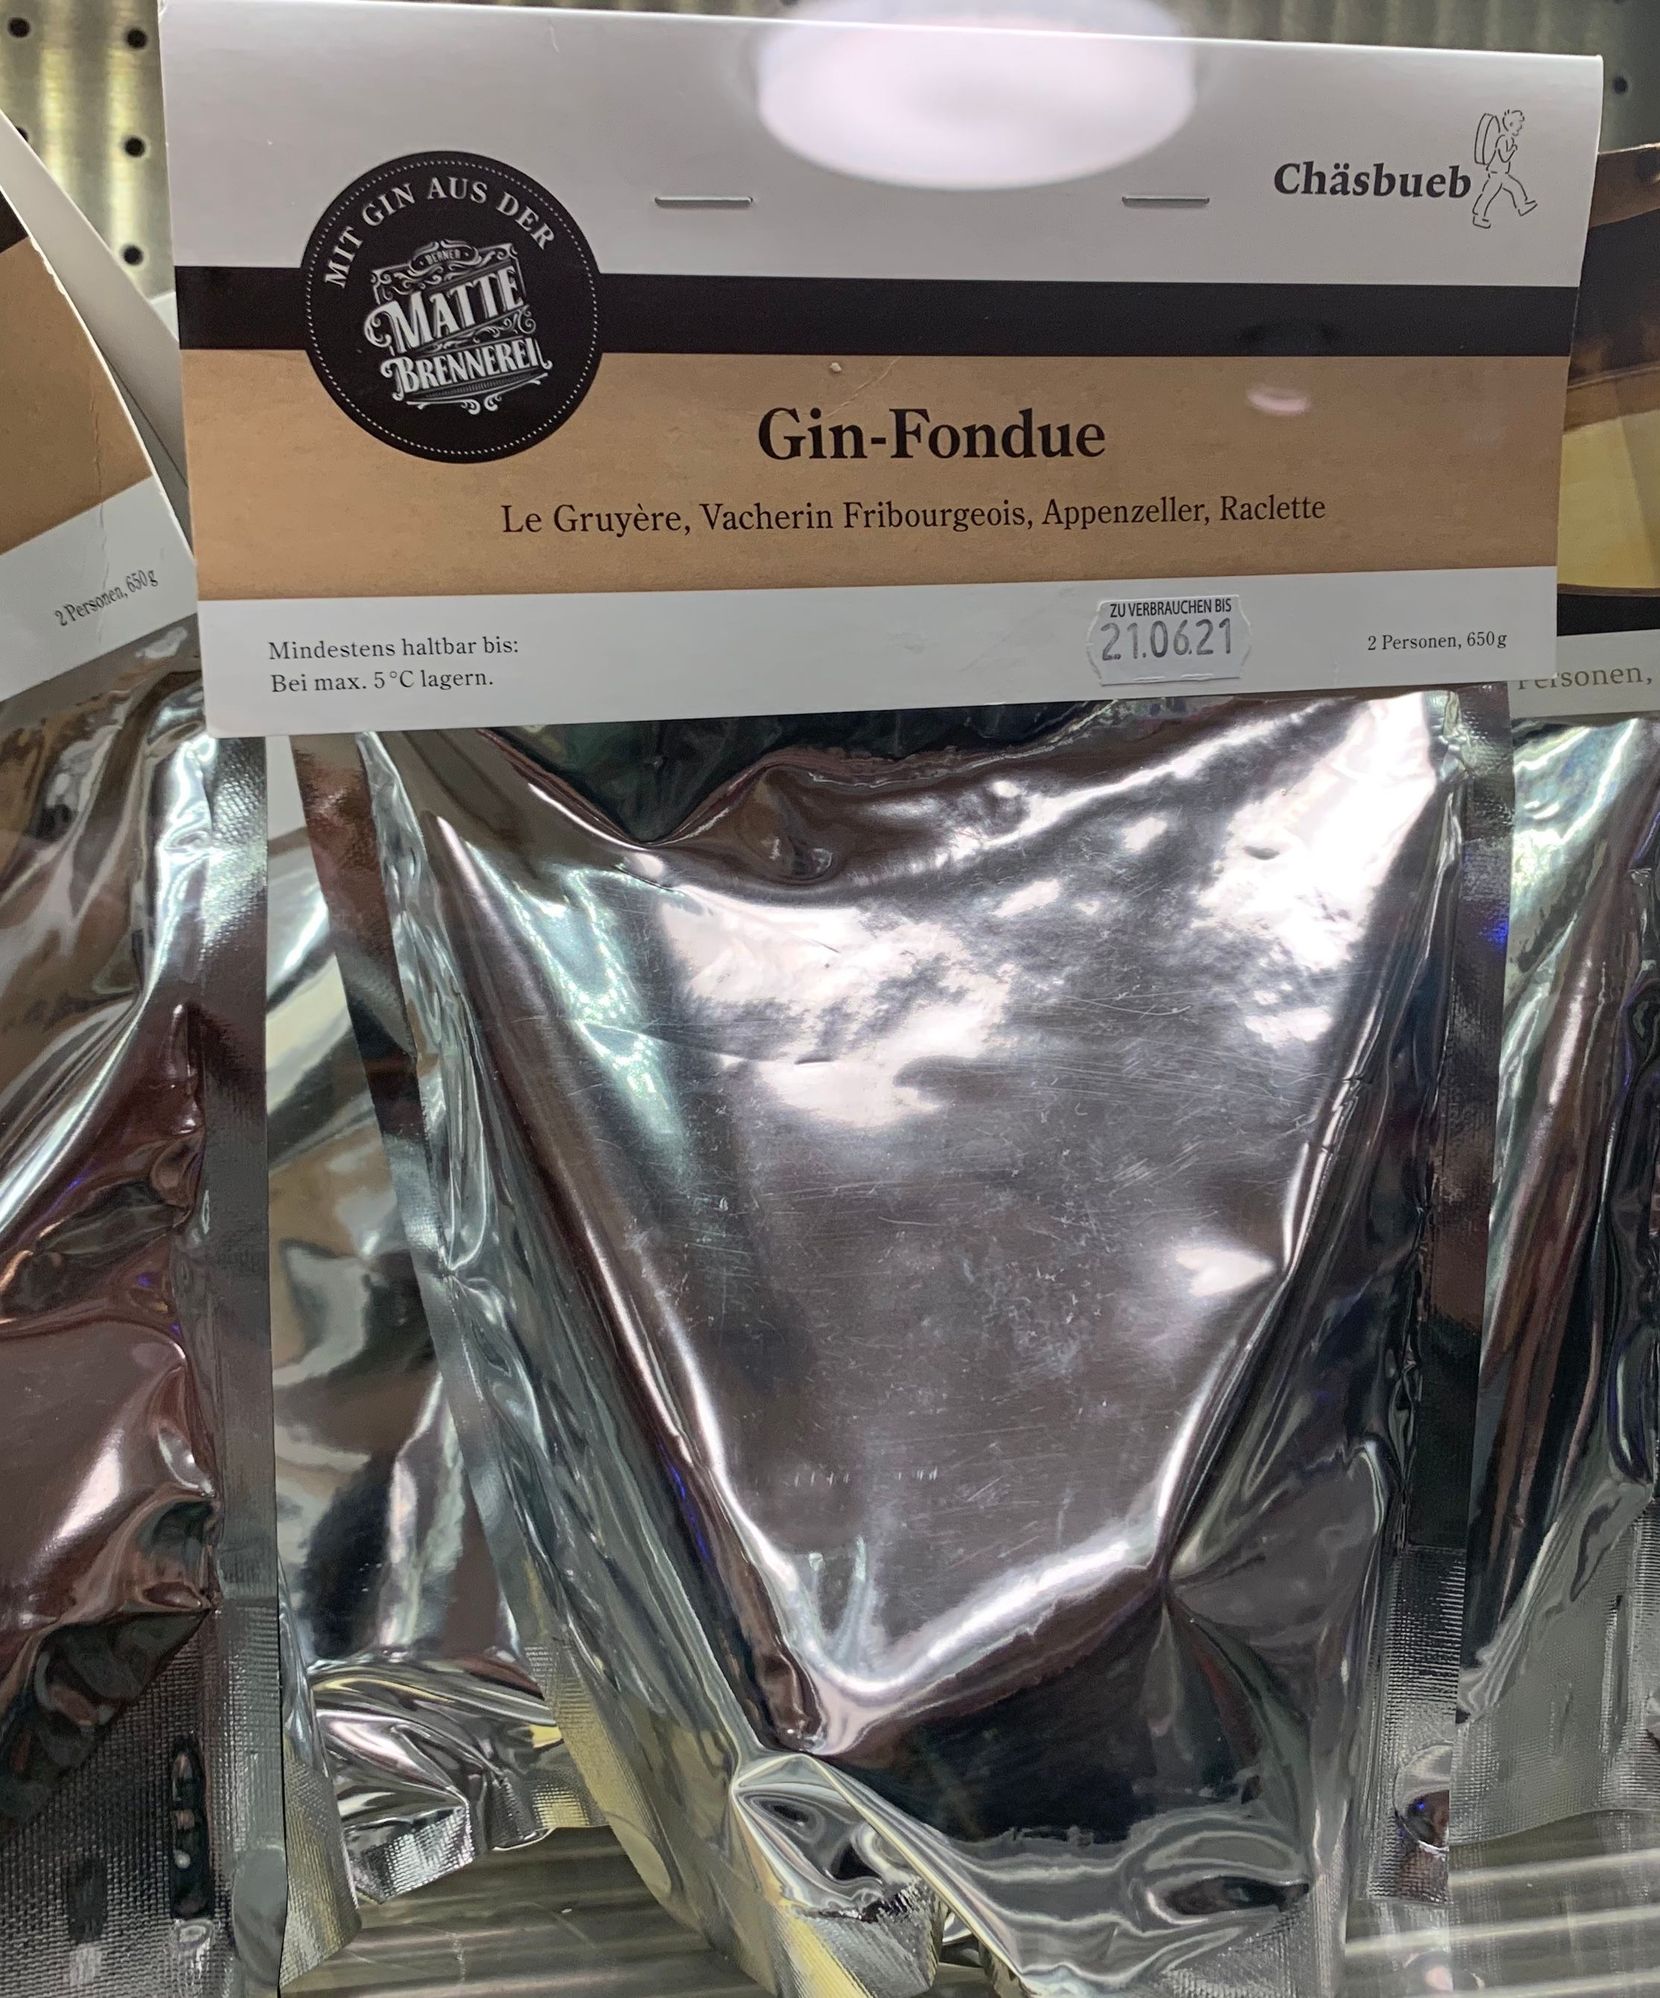 Chäsbueb
MIT GIN AUS DER
BERNER
MATTE
BRENNEREI
Gin-Fondue
Le Gruyère, Vacherin Fribourgeois, Appenzeller, Raclette
Mindestens haltbar bis:
Bei max. 5 °C lagern.
ZU VERBRAUCHEN BIS
21.06.21
2 Personen, 650 g
2 Personen, 650 g
Personen,